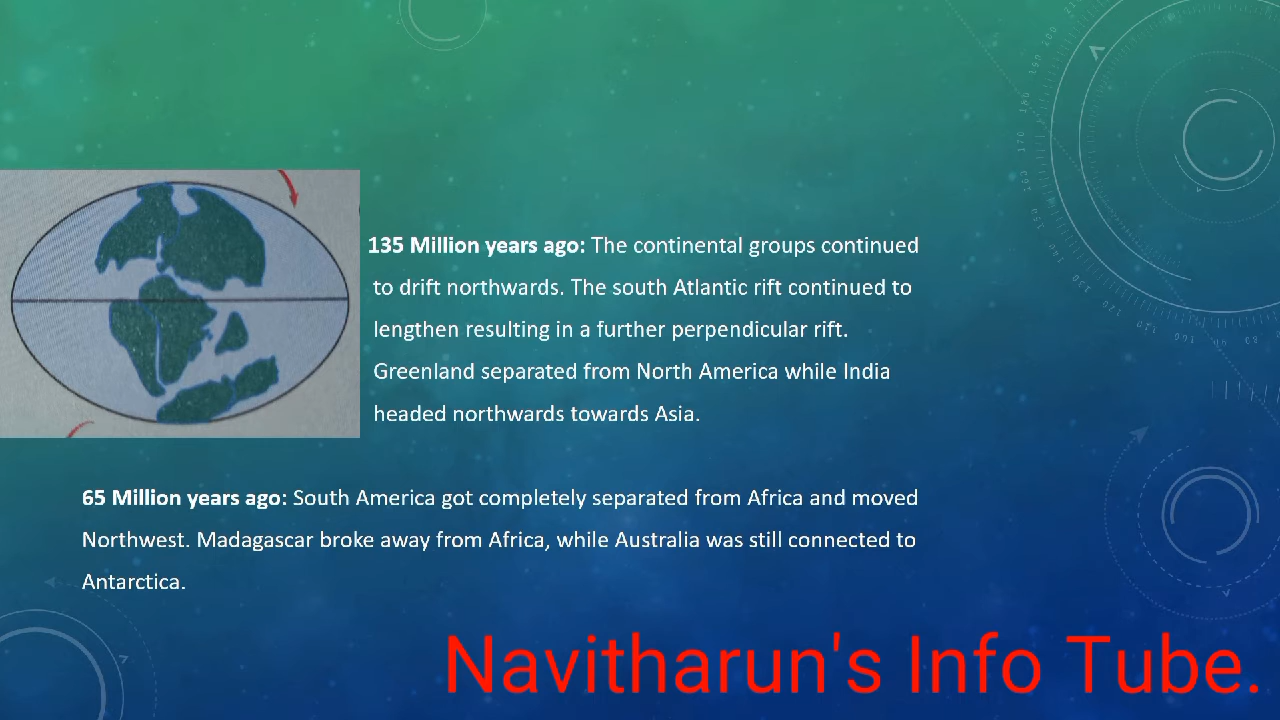 135 Million years ago: The continental groups continued
to drift northwards. The south Atlantic rift continued to
lengthen resulting in a further perpendicular rift.
Greenland separated from North America while India
headed northwards towards Asia.
65 Million years ago: South America got completely separated from Africa and moved
Northwest. Madagascar broke away from Africa, while Australia was still connected to
Antarctica.
Navitharun's Info Tube.